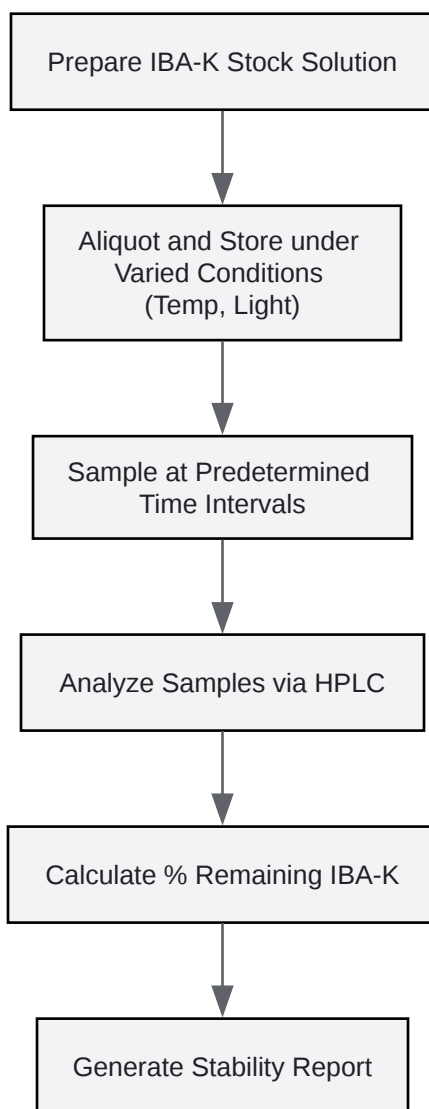 Prepare IBA-K Stock Solution
Aliquot and Store under
Varied Conditions
(Temp, Light)
Sample at Predetermined
Time Intervals
Analyze Samples via HPLC
Calculate % Remaining IBA-K
Generate Stability Report